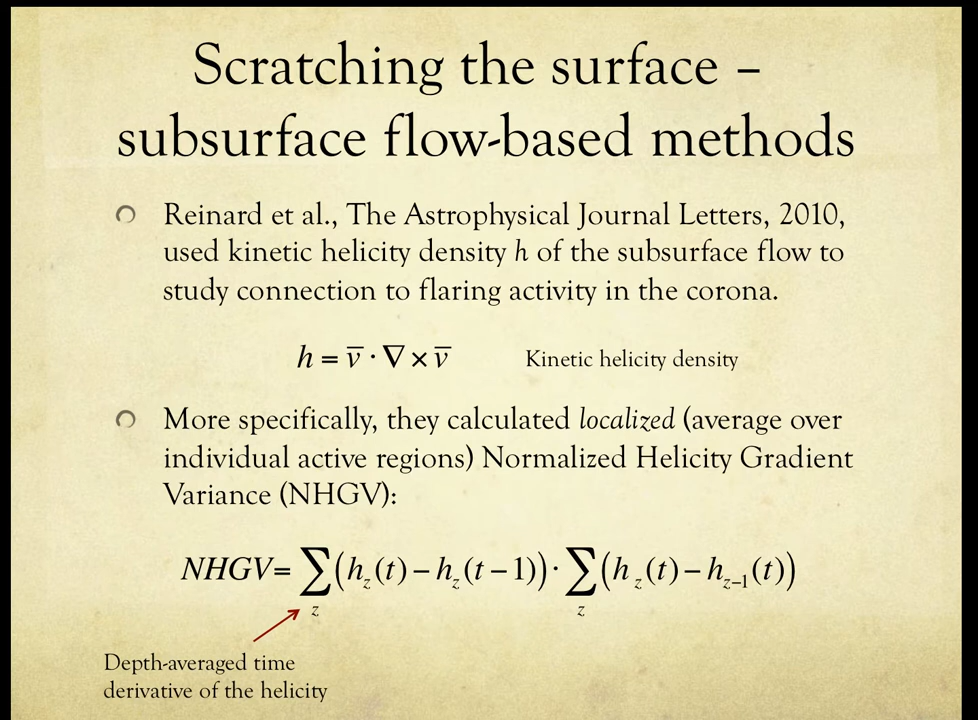 Scratching the surface –
subsurface flow-based methods
Reinard et al., The Astrophysical Journal Letters, 2010,
used kinetic helicity density h of the subsurface flow to
study connection to flaring activity in the corona.
h = v̅ · ∇ × v̅ Kinetic helicity density
More specifically, they calculated localized (average over
individual active regions) Normalized Helicity Gradient
Variance (NHGV):
NHGV= ∑_z (h_z(t) − h_z(t − 1)) · ∑_z (h_z(t) − h_{z−1}(t))
Depth-averaged time
derivative of the helicity